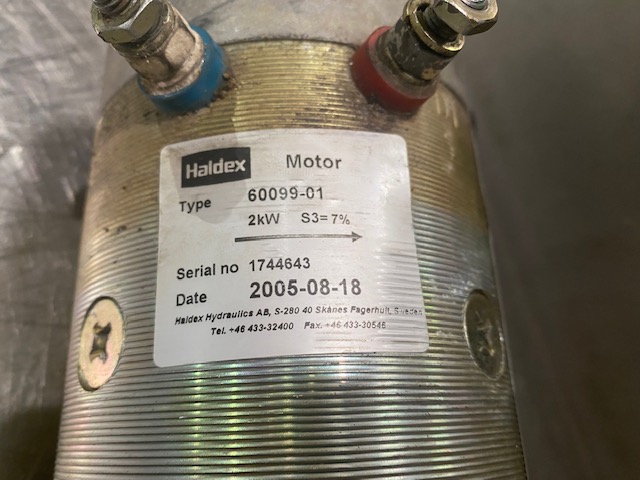 Haldex Motor
Type 60099-01
2kW S3=7%
Serial no 1744643
Date 2005-08-18
Haldex Hydraulics AB, S-280 40 Skånes Fagerhult, Sweden
Tel. +46 433-32400 Fax. +46 433-30546